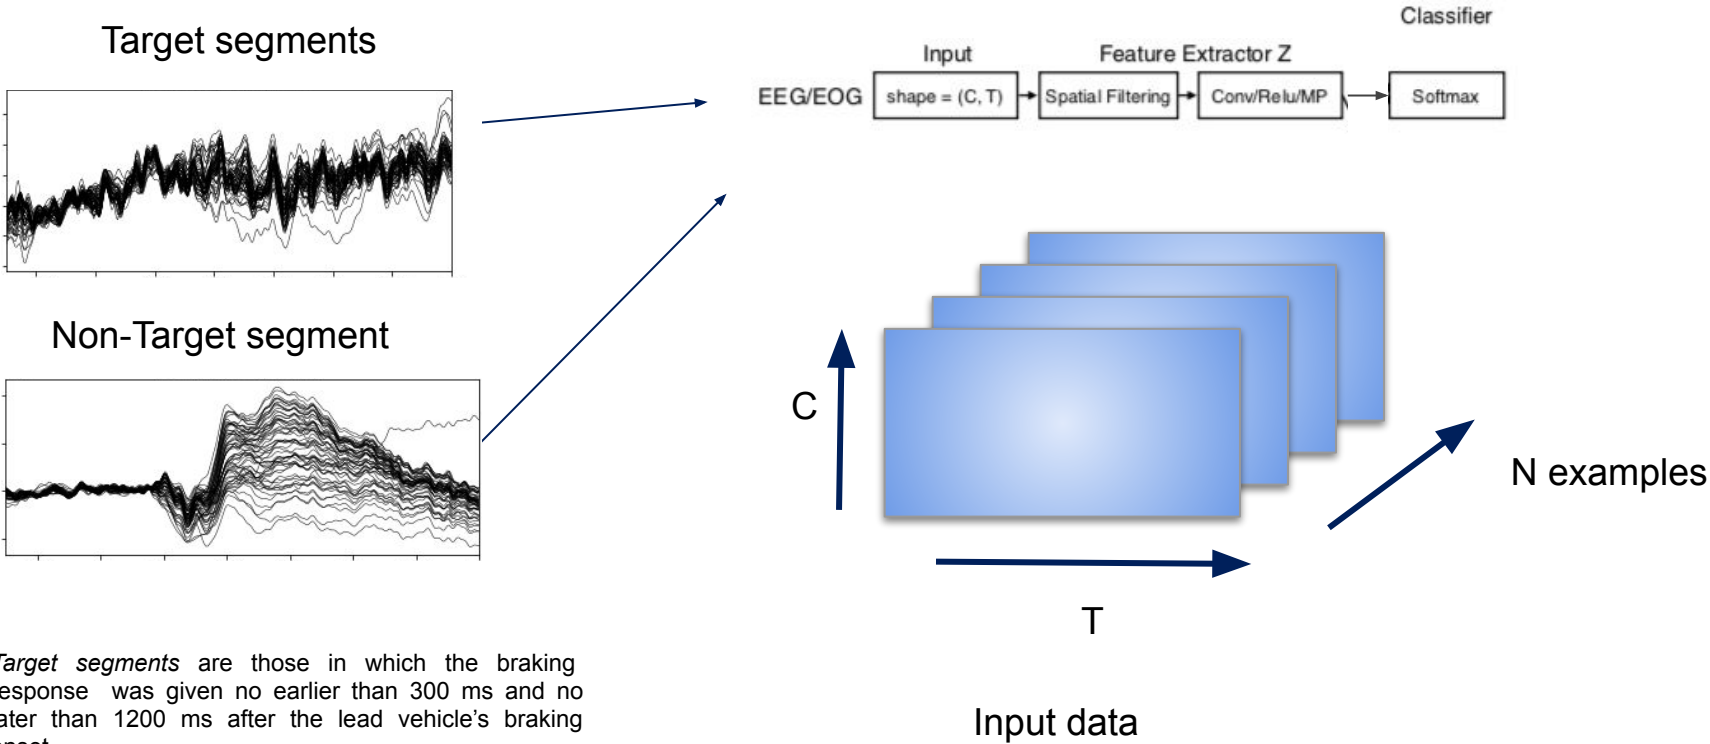 Target segments
Classifier
Input
Feature Extractor Z
EEG/EOG
shape = (C, T)
Spatial Filtering
Conv/Relu/MP
Softmax
Non-Target segment
C
N examples
T
Target segments are those in which the braking
response was given no earlier than 300 ms and no
later than 1200 ms after the lead vehicle's braking
Input data